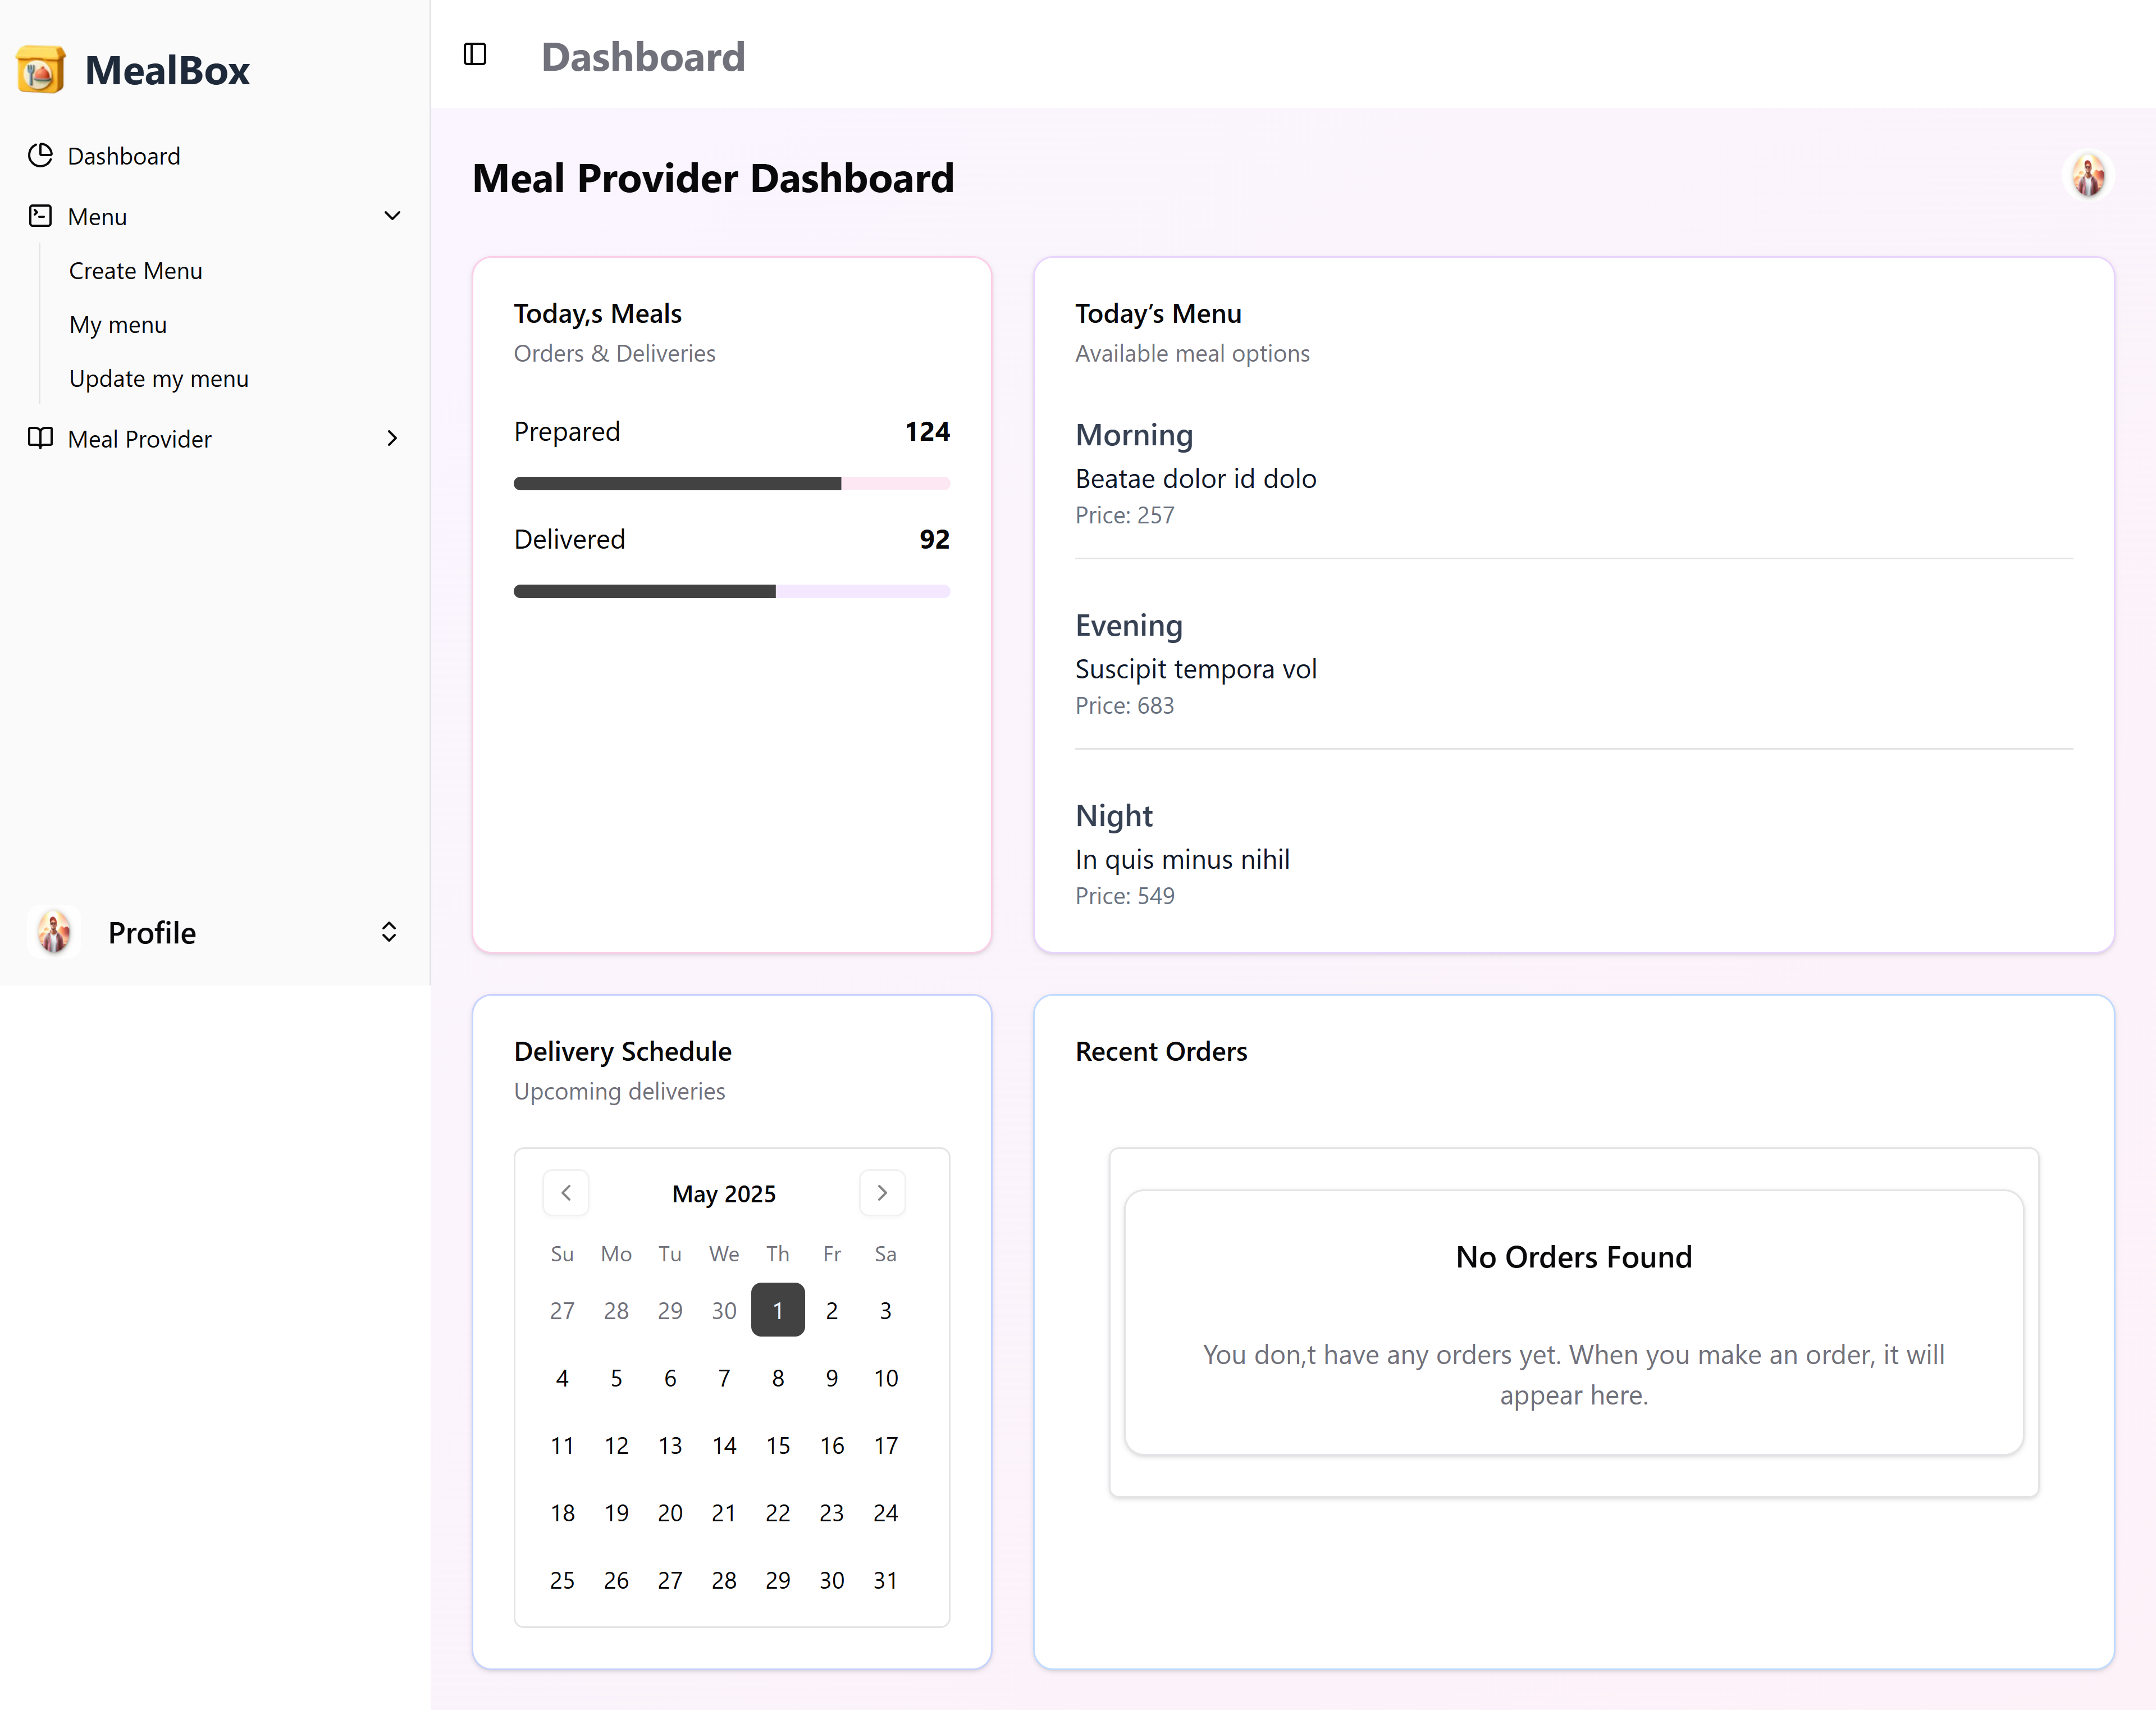 MealBox
Dashboard
Menu
Create Menu
My menu
Update my menu
Meal Provider
Profile
Dashboard
Meal Provider Dashboard
Today,s Meals
Orders & Deliveries
Prepared 124
Delivered 92
Today’s Menu
Available meal options
Morning
Beatae dolor id dolo
Price: 257
Evening
Suscipit tempora vol
Price: 683
Night
In quis minus nihil
Price: 549
Delivery Schedule
Upcoming deliveries
May 2025
Su Mo Tu We Th Fr Sa
27 28 29 30 1 2 3
4 5 6 7 8 9 10
11 12 13 14 15 16 17
18 19 20 21 22 23 24
25 26 27 28 29 30 31
Recent Orders
No Orders Found
You don,t have any orders yet. When you make an order, it will
appear here.